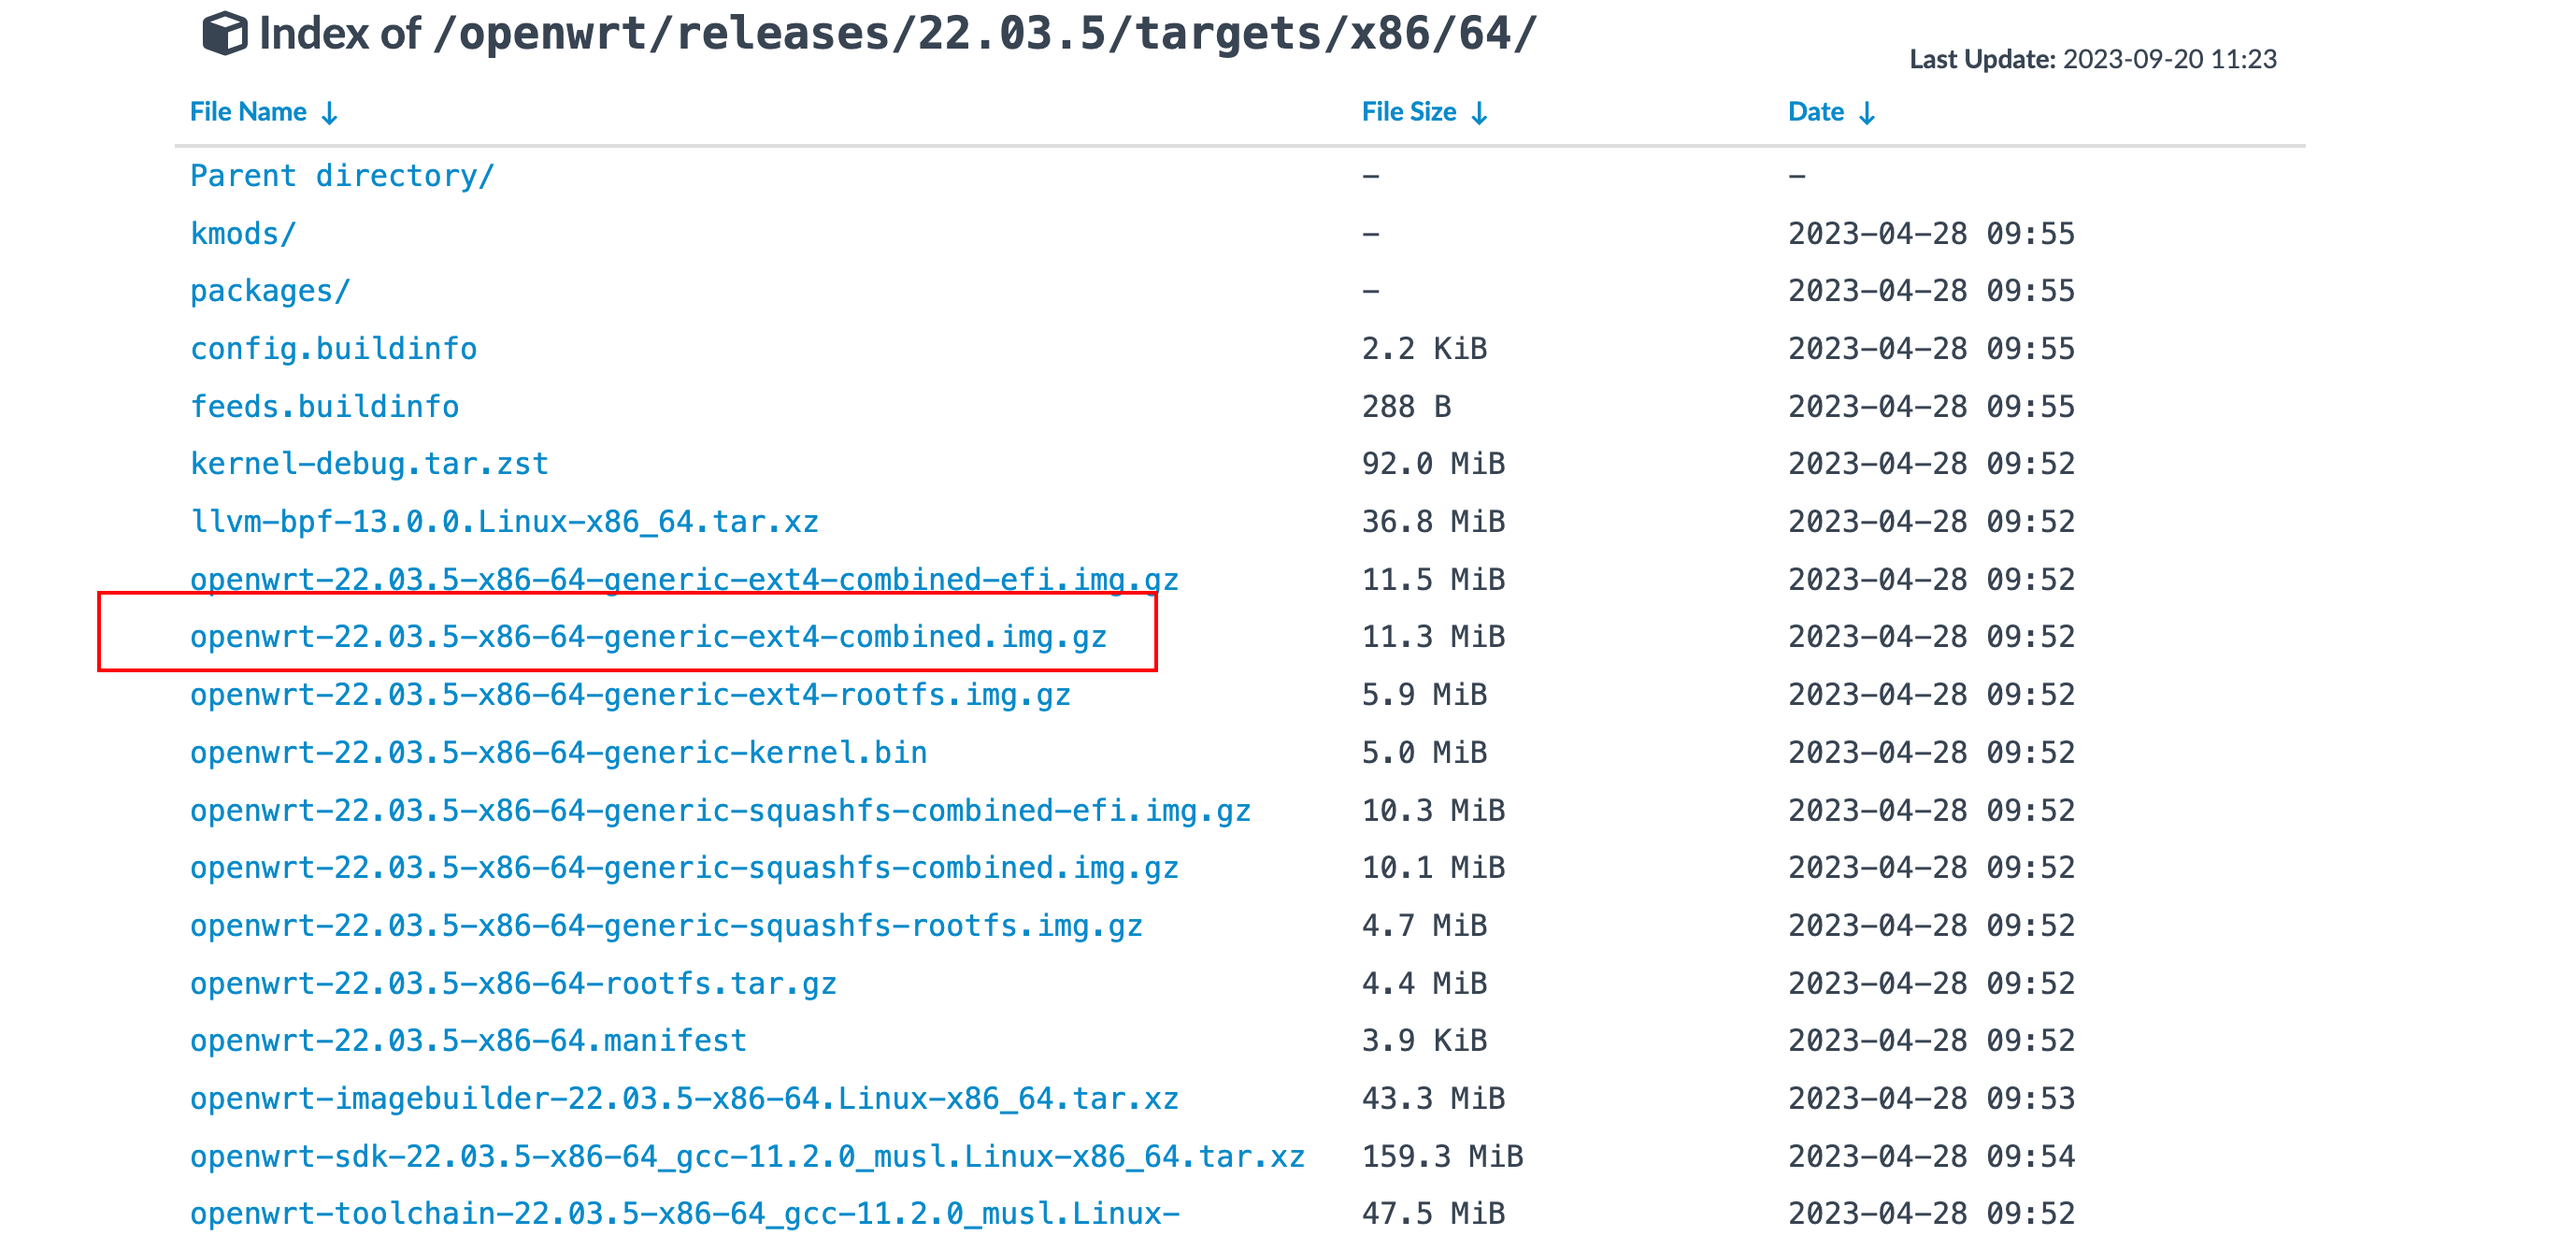 Index of /openwrt/releases/22.03.5/targets/x86/64/
Last Update: 2023-09-20 11:23
File Name ↓ File Size ↓ Date ↓
Parent directory/ - -
kmods/ - 2023-04-28 09:55
packages/ - 2023-04-28 09:55
config.buildinfo 2.2 KiB 2023-04-28 09:55
feeds.buildinfo 288 B 2023-04-28 09:55
kernel-debug.tar.zst 92.0 MiB 2023-04-28 09:52
llvm-bpf-13.0.0.Linux-x86_64.tar.xz 36.8 MiB 2023-04-28 09:52
openwrt-22.03.5-x86-64-generic-ext4-combined-efi.img.gz 11.5 MiB 2023-04-28 09:52
openwrt-22.03.5-x86-64-generic-ext4-combined.img.gz 11.3 MiB 2023-04-28 09:52
openwrt-22.03.5-x86-64-generic-ext4-rootfs.img.gz 5.9 MiB 2023-04-28 09:52
openwrt-22.03.5-x86-64-generic-kernel.bin 5.0 MiB 2023-04-28 09:52
openwrt-22.03.5-x86-64-generic-squashfs-combined-efi.img.gz 10.3 MiB 2023-04-28 09:52
openwrt-22.03.5-x86-64-generic-squashfs-combined.img.gz 10.1 MiB 2023-04-28 09:52
openwrt-22.03.5-x86-64-generic-squashfs-rootfs.img.gz 4.7 MiB 2023-04-28 09:52
openwrt-22.03.5-x86-64-rootfs.tar.gz 4.4 MiB 2023-04-28 09:52
openwrt-22.03.5-x86-64.manifest 3.9 KiB 2023-04-28 09:52
openwrt-imagebuilder-22.03.5-x86-64.Linux-x86_64.tar.xz 43.3 MiB 2023-04-28 09:53
openwrt-sdk-22.03.5-x86-64_gcc-11.2.0_musl.Linux-x86_64.tar.xz 159.3 MiB 2023-04-28 09:54
openwrt-toolchain-22.03.5-x86-64_gcc-11.2.0_musl.Linux- 47.5 MiB 2023-04-28 09:52